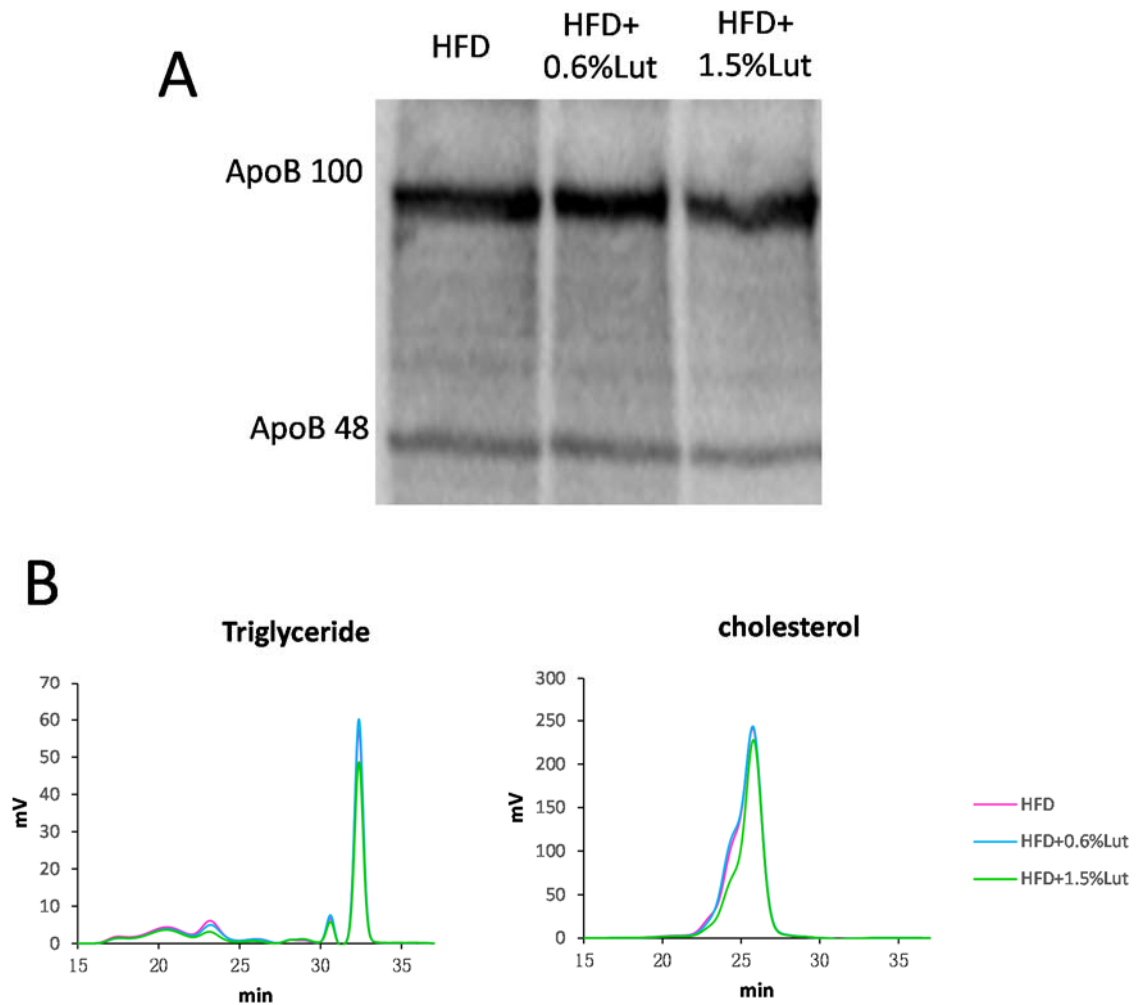 A
HFD
HFD+
0.6%Lut
HFD+
1.5%Lut
ApoB 100
ApoB 48
B
Triglyceride
mV
70
60
50
40
30
20
10
0
15
20
25
30
35
min
cholesterol
mV
300
250
200
150
100
50
0
15
20
25
30
35
min
HFD
HFD+0.6%Lut
HFD+1.5%Lut